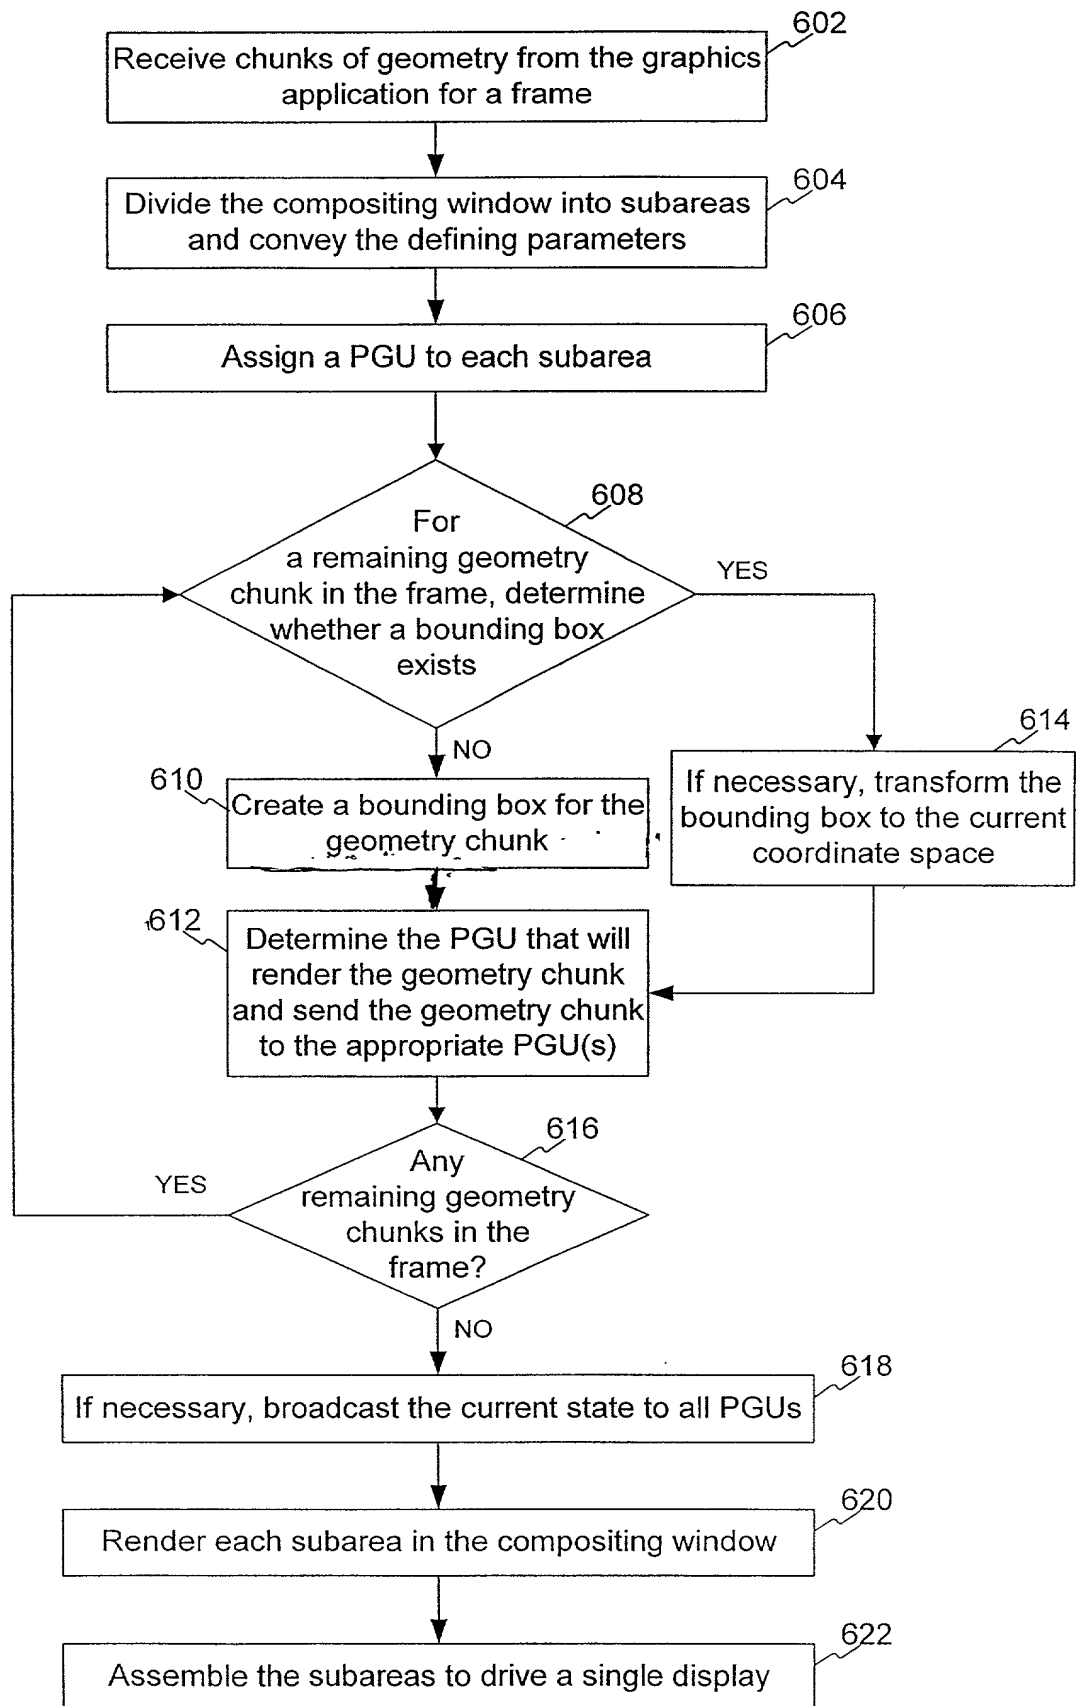 602
Receive chunks of geometry from the graphics
application for a frame
604
Divide the compositing window into subareas
and convey the defining parameters
606
Assign a PGU to each subarea
608
For
a remaining geometry
chunk in the frame, determine
whether a bounding box
exists
YES
NO
614
If necessary, transform the
bounding box to the current
coordinate space
610
Create a bounding box for the
geometry chunk
612
Determine the PGU that will
render the geometry chunk
and send the geometry chunk
to the appropriate PGU(s)
616
Any
remaining geometry
chunks in the
frame?
YES
NO
618
If necessary, broadcast the current state to all PGUs
620
Render each subarea in the compositing window
622
Assemble the subareas to drive a single display